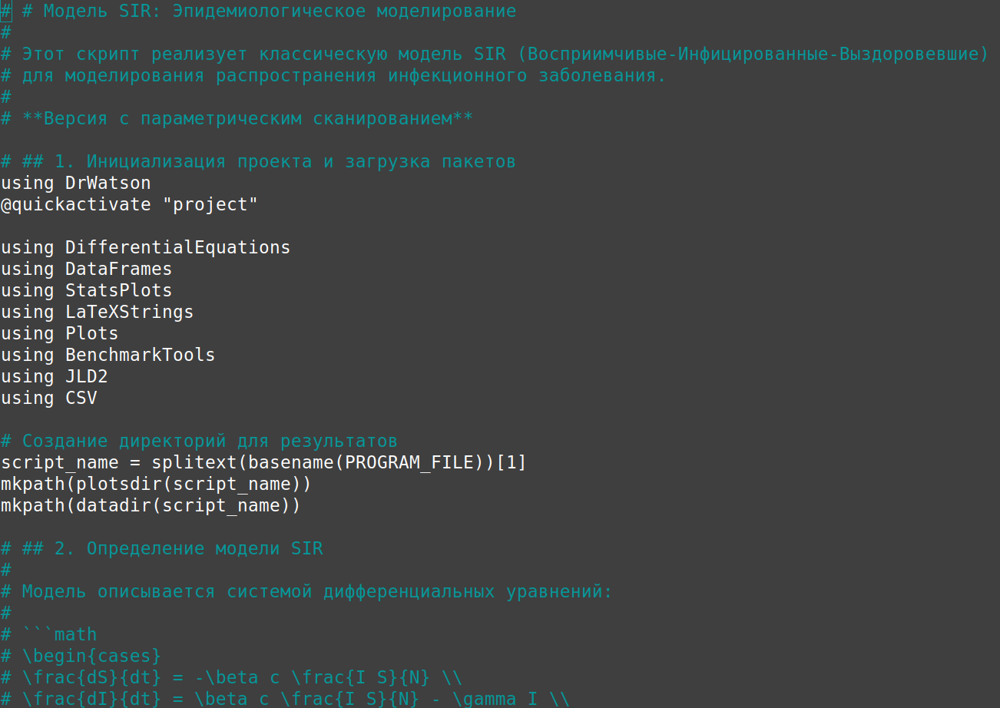 # # Модель SIR: Эпидемиологическое моделирование
#
# Этот скрипт реализует классическую модель SIR (Восприимчивые-Инфицированные-Выздоровевшие)
# для моделирования распространения инфекционного заболевания.
#
# **Версия с параметрическим сканированием**

# ## 1. Инициализация проекта и загрузка пакетов
using DrWatson
@quickactivate "project"

using DifferentialEquations
using DataFrames
using StatsPlots
using LaTeXStrings
using Plots
using BenchmarkTools
using JLD2
using CSV

# Создание директорий для результатов
script_name = splitext(basename(PROGRAM_FILE))[1]
mkpath(plotsdir(script_name))
mkpath(datadir(script_name))

# ## 2. Определение модели SIR
#
# Модель описывается системой дифференциальных уравнений:
#
# ```math
# \begin{cases}
# \frac{dS}{dt} = -\beta c \frac{I S}{N} \\
# \frac{dI}{dt} = \beta c \frac{I S}{N} - \gamma I \\